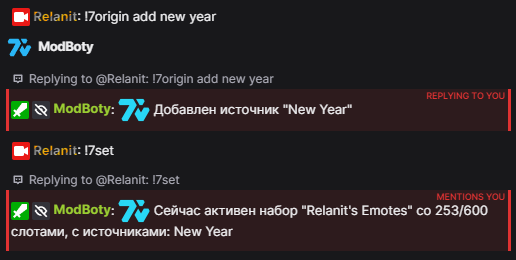 Relanit: !7origin add new year
ModBoty
Replying to @Relanit: !7origin add new year
REPLYING TO YOU
ModBoty: Добавлен источник "New Year"
Relanit: !7set
Replying to @Relanit: !7set
MENTIONS YOU
ModBoty: Сейчас активен набор "Relanit's Emotes" со 253/600
слотами, с источниками: New Year